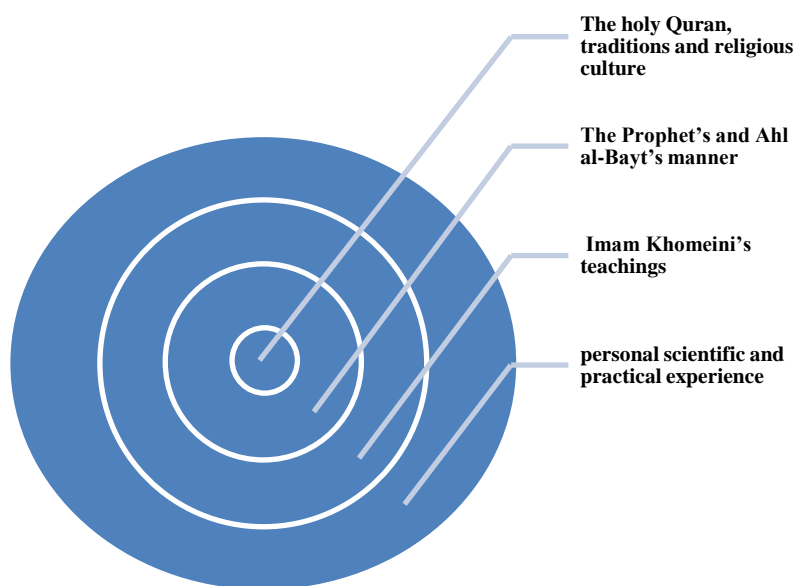 The holy Quran,
traditions and religious
culture
The Prophet’s and Ahl
al-Bayt’s manner
Imam Khomeini’s
teachings
personal scientific and
practical experience